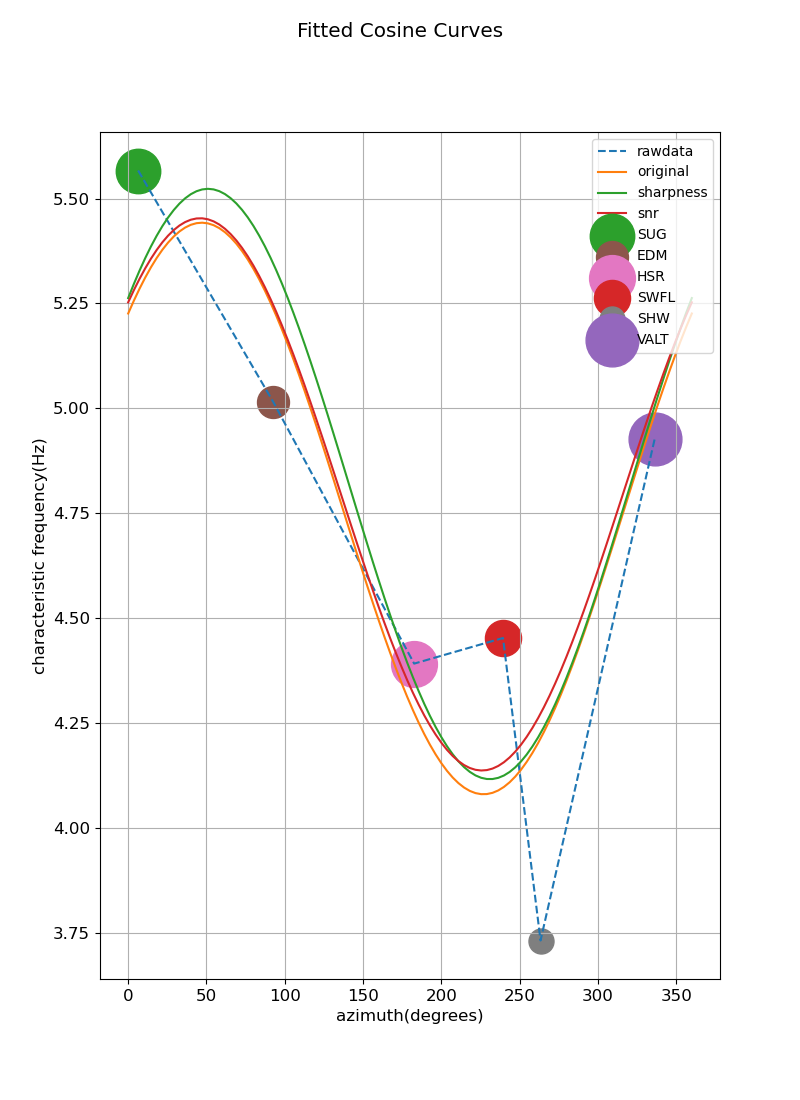 Fitted Cosine Curves
rawdata
original
sharpness
snr
SUG
EDM
HSR
SWFL
SHW
VALT
5.50
5.25
5.00
4.75
4.50
4.25
4.00
3.75
characteristic frequency(Hz)
0 50 100 150 200 250 300 350
azimuth(degrees)